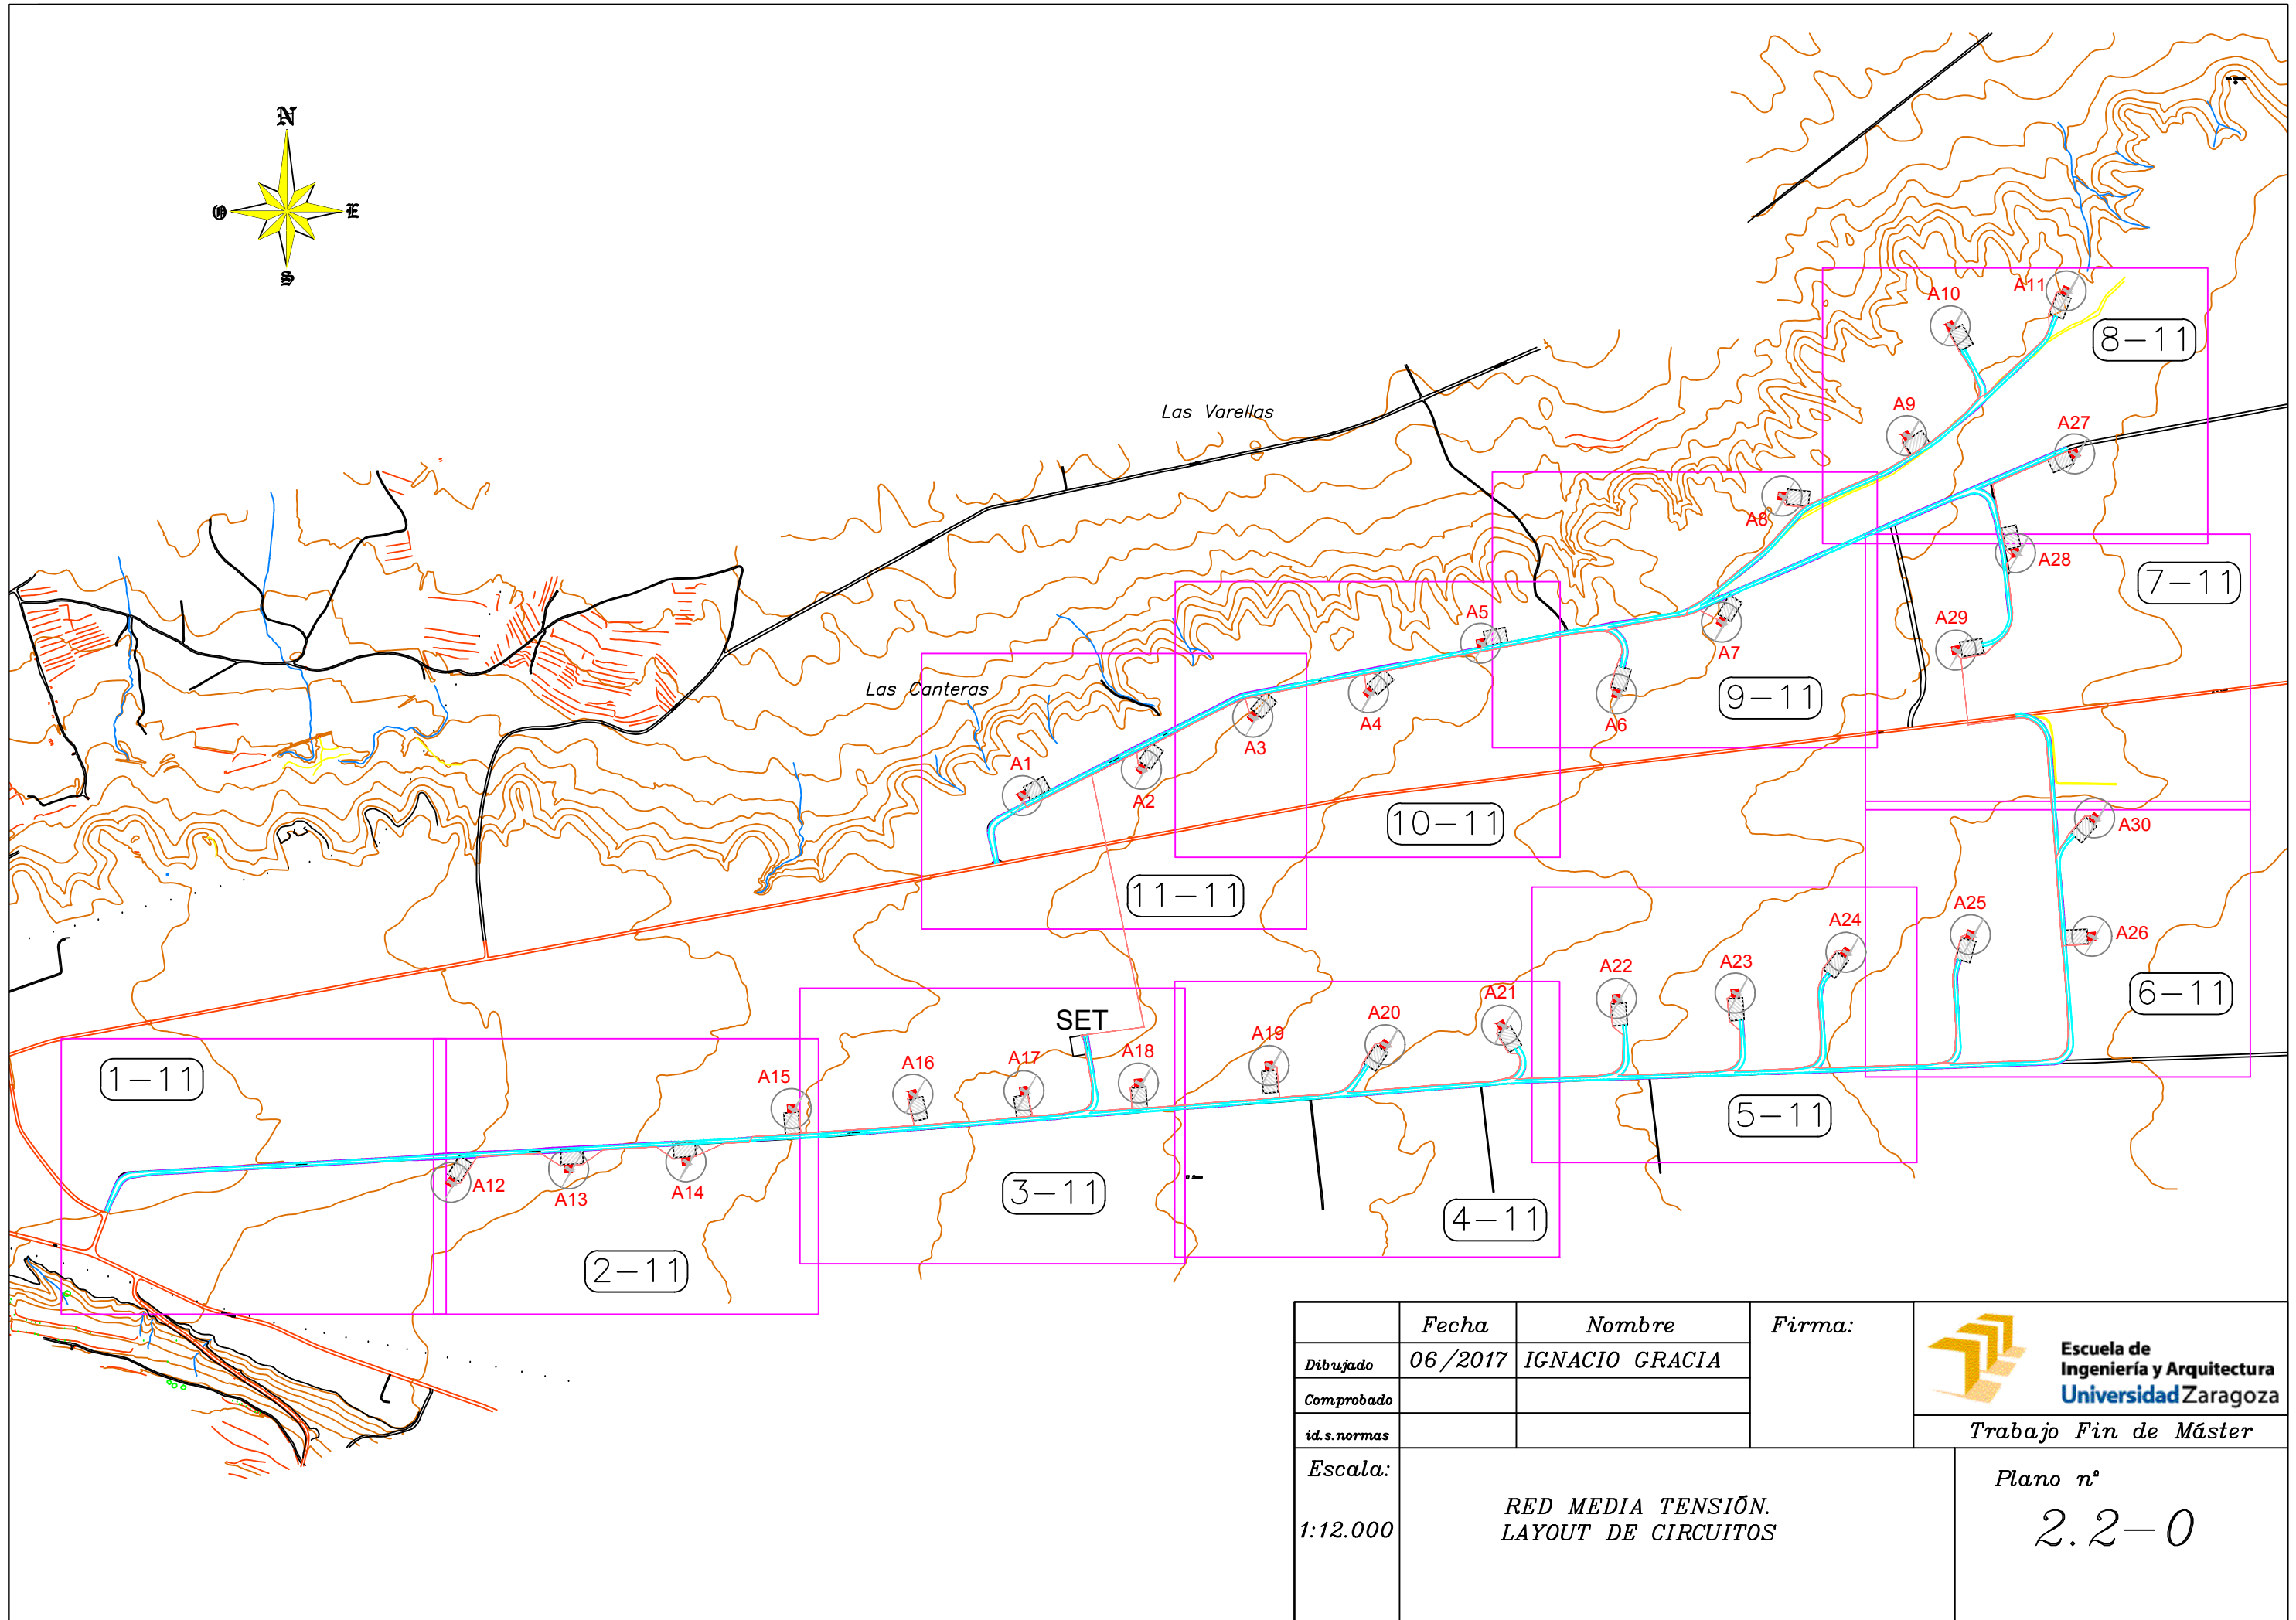 N
O
E
S
Las Varellas
Las Canteras
A10
A11
8-11
A9
A27
A8
A28
7-11
A5
A29
A7
A6
9-11
A4
A3
A1
A2
10-11
A30
11-11
A25
A24
A26
A22
A23
6-11
A21
A20
SET
A19
A18
A17
A16
A15
1-11
5-11
A12
A13
A14
3-11
4-11
2-11
Fecha
Nombre
Firma:
Dibujado
06/2017
IGNACIO GRACIA
Comprobado
id.s.normas
Escuela de
Ingeniería y Arquitectura
Universidad Zaragoza
Trabajo Fin de Máster
Escala:
1:12.000
RED MEDIA TENSIÓN.
LAYOUT DE CIRCUITOS
Plano nº
2.2-0